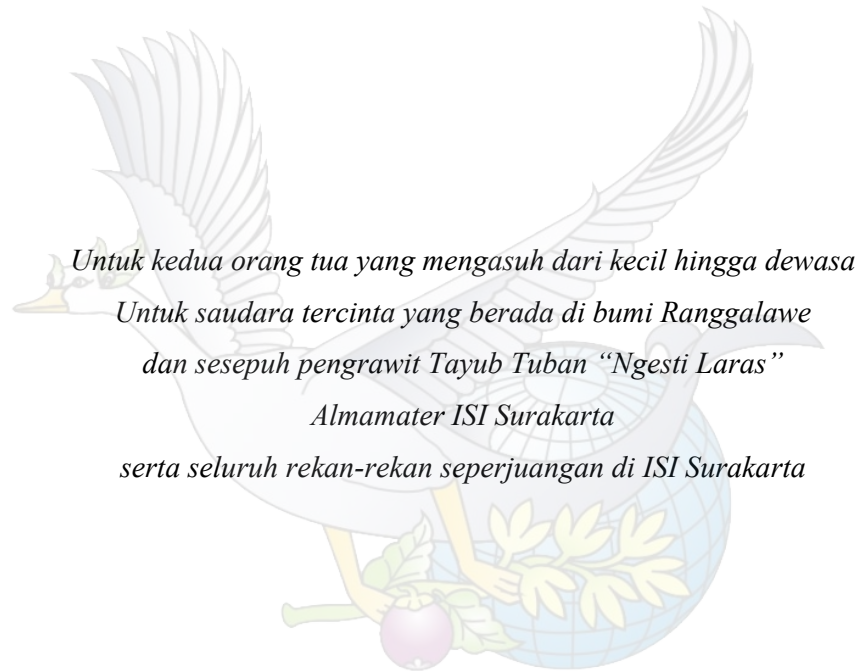 Untuk kedua orang tua yang mengasuh dari kecil hingga dewasa
Untuk saudara tercinta yang berada di bumi Ranggalawe
dan sesepuh pengrawit Tayub Tuban “Ngesti Laras”
Almamater ISI Surakarta
serta seluruh rekan-rekan seperjuangan di ISI Surakarta